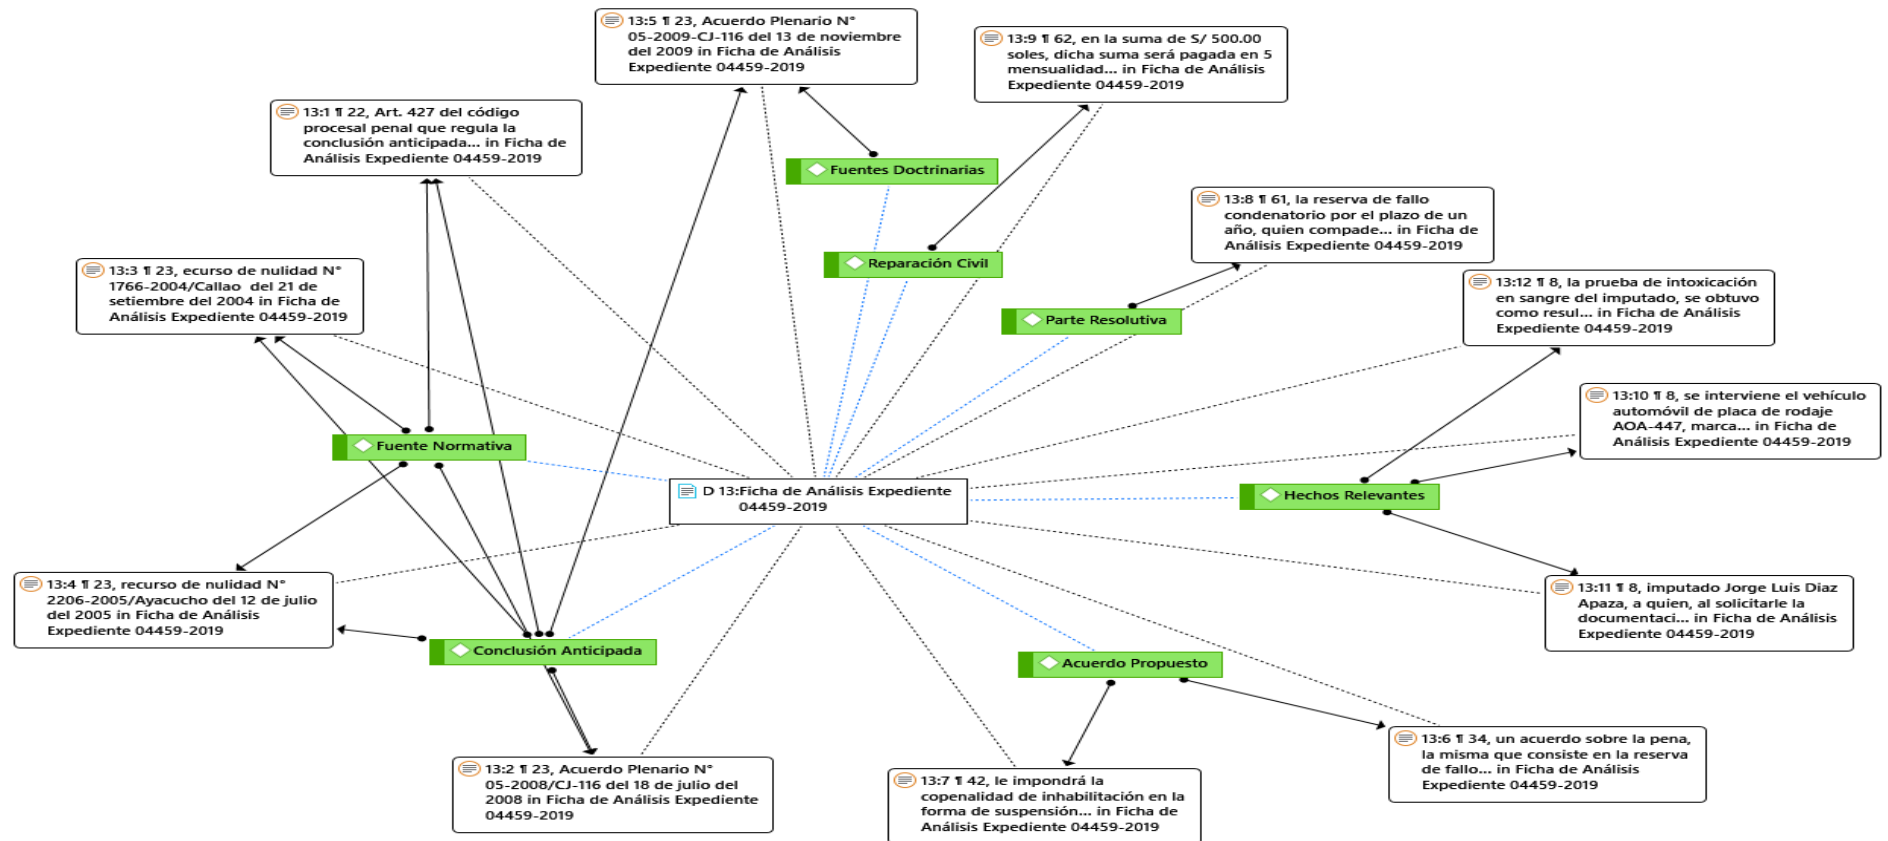 13:5 ¶ 23, Acuerdo Plenario N°
05-2009-CJ-116 del 13 de noviembre
del 2009 in Ficha de Análisis
Expediente 04459-2019
13:9 ¶ 62, en la suma de S/ 500.00
soles, dicha suma será pagada en 5
mensualidad... in Ficha de Análisis
Expediente 04459-2019
13:1 ¶ 22, Art. 427 del código
procesal penal que regula la
conclusión anticipada... in Ficha de
Análisis Expediente 04459-2019
Fuentes Doctrinarias
13:8 ¶ 61, la reserva de fallo
condenatorio por el plazo de un
año, quien compade... in Ficha de
Análisis Expediente 04459-2019
Reparación Civil
13:3 ¶ 23, ecurso de nulidad N°
1766-2004/Callao del 21 de
setiembre del 2004 in Ficha de
Análisis Expediente 04459-2019
13:12 ¶ 8, la prueba de intoxicación
en sangre del imputado, se obtuvo
como resul... in Ficha de Análisis
Expediente 04459-2019
Parte Resolutiva
13:10 ¶ 8, se interviene el vehículo
automóvil de placa de rodaje
AOA-447, marca... in Ficha de
Análisis Expediente 04459-2019
Fuente Normativa
D 13:Ficha de Análisis Expediente
04459-2019
Hechos Relevantes
13:4 ¶ 23, recurso de nulidad N°
2206-2005/Ayacucho del 12 de julio
del 2005 in Ficha de Análisis
Expediente 04459-2019
13:11 ¶ 8, imputado Jorge Luis Diaz
Apaza, a quien, al solicitarle la
documentaci... in Ficha de Análisis
Expediente 04459-2019
Conclusión Anticipada
Acuerdo Propuesto
13:6 ¶ 34, un acuerdo sobre la pena,
la misma que consiste en la reserva
de fallo... in Ficha de Análisis
Expediente 04459-2019
13:2 ¶ 23, Acuerdo Plenario N°
05-2008/CJ-116 del 18 de julio del
2008 in Ficha de Análisis Expediente
04459-2019
13:7 ¶ 42, le impondrá la
copenalidad de inhabilitación en la
forma de suspensión... in Ficha de
Análisis Expediente 04459-2019